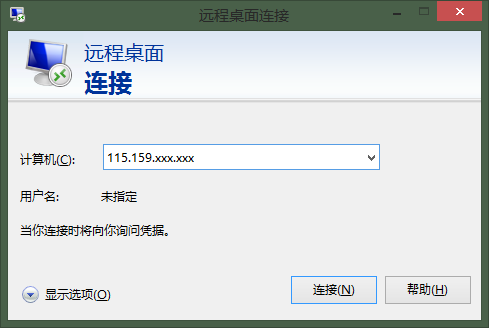 远程桌面连接
远程桌面
连接
计算机(C): 115.159.xxx.xxx
用户名: 未指定
当你连接时将向你询问凭据。
显示选项(O) 连接(N) 帮助(H)